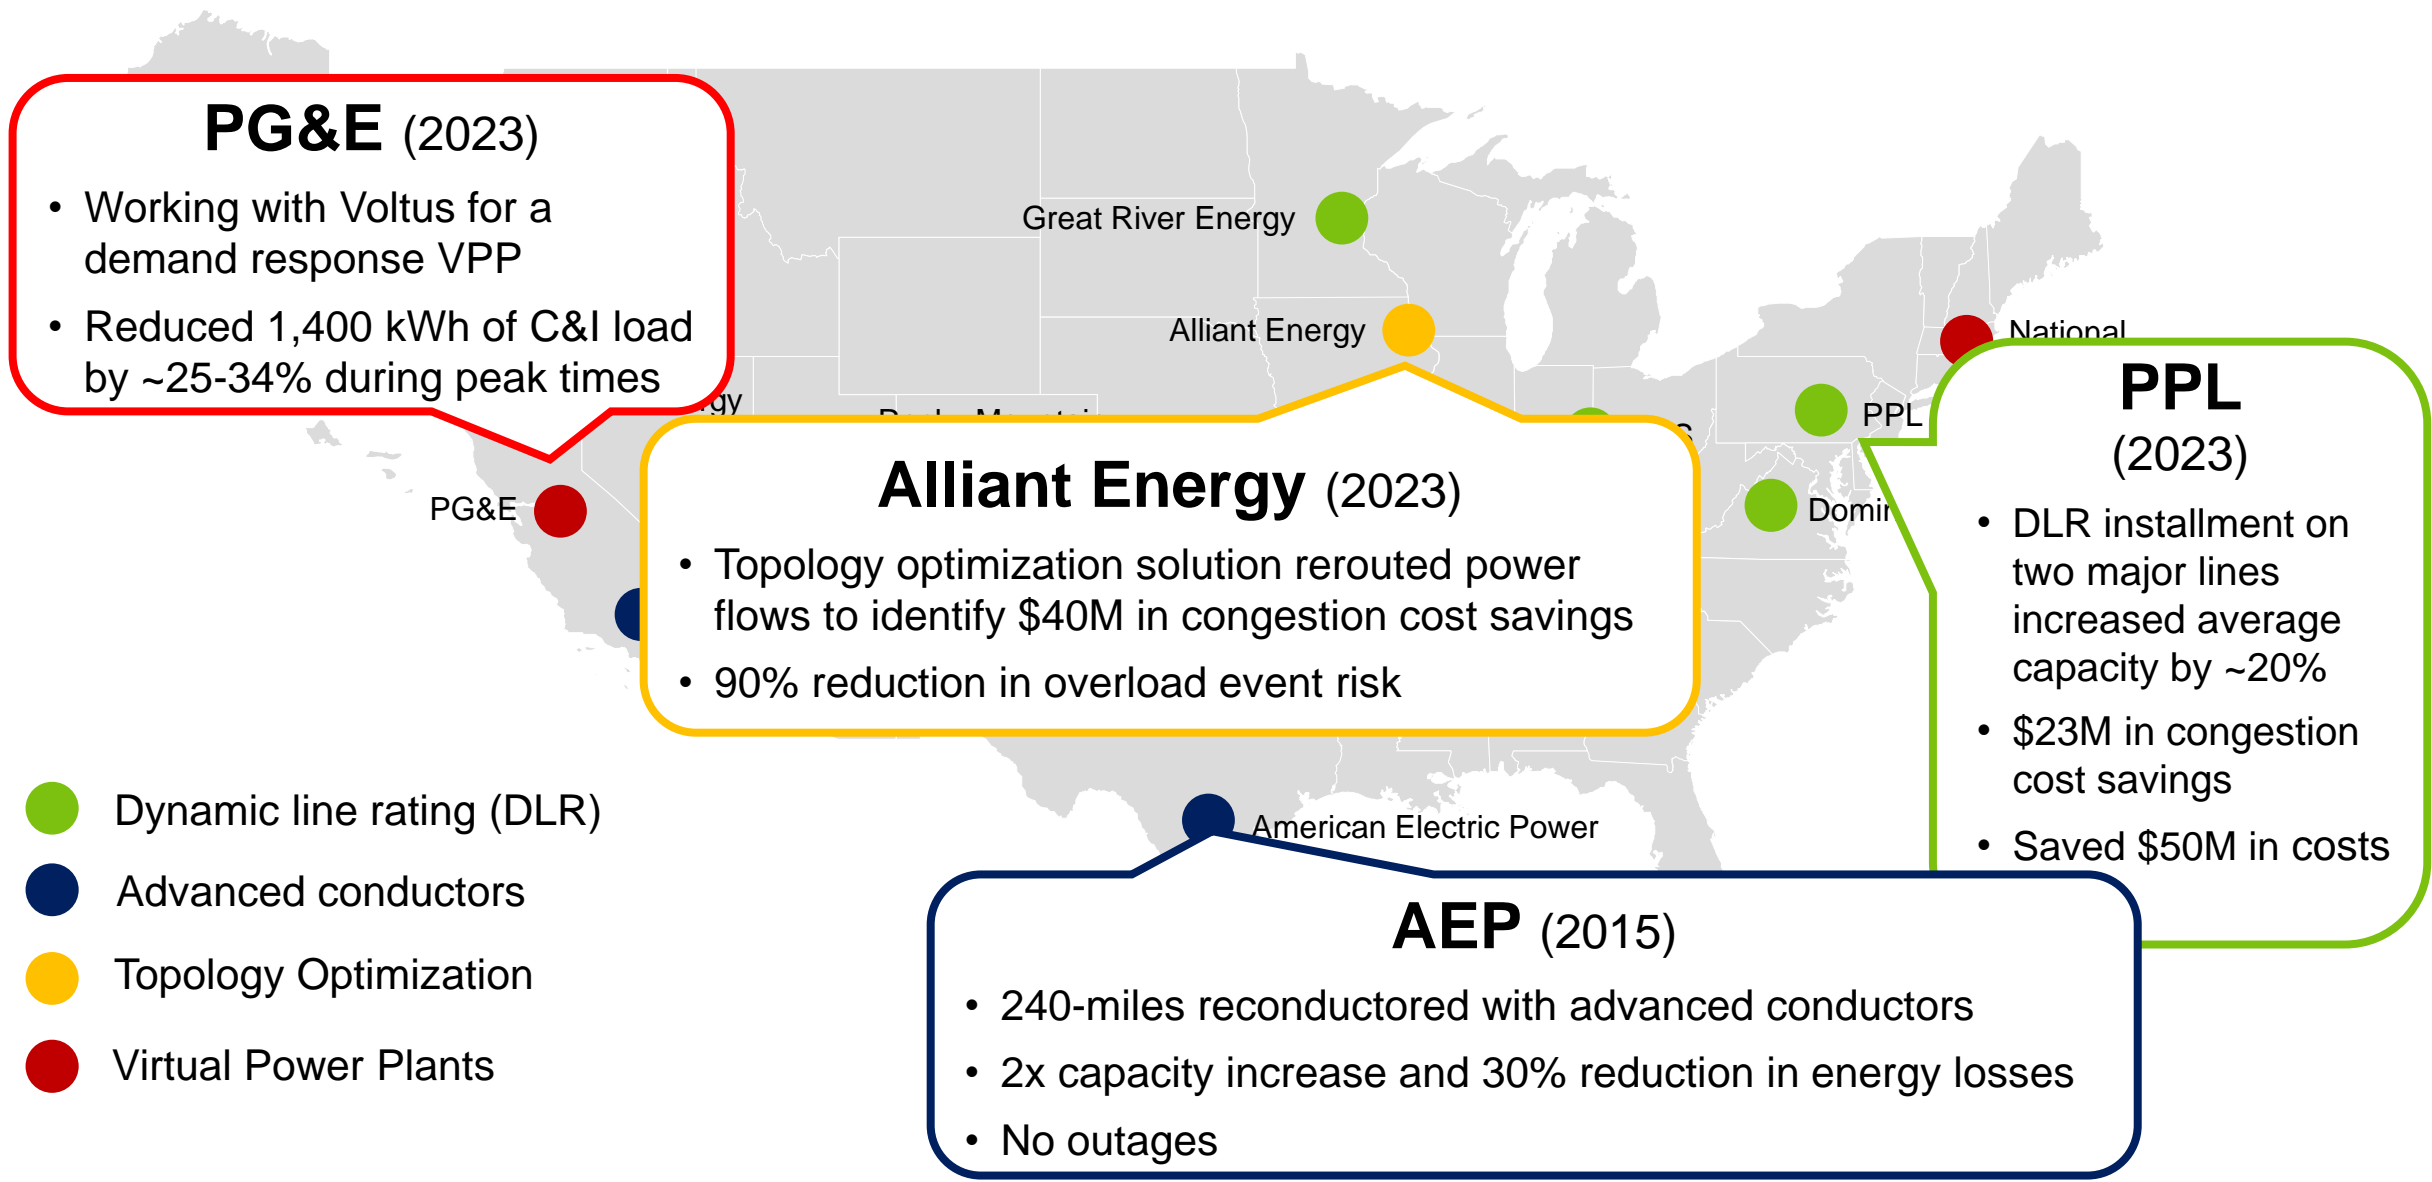 PG&E (2023)
• Working with Voltus for a
demand response VPP
• Reduced 1,400 kWh of C&I load
by ~25-34% during peak times
Great River Energy
Alliant Energy
National
PPL
PG&E
Alliant Energy (2023)
• Topology optimization solution rerouted power
flows to identify $40M in congestion cost savings
• 90% reduction in overload event risk
PPL
(2023)
• DLR installment on
two major lines
increased average
capacity by ~20%
• $23M in congestion
cost savings
• Saved $50M in costs
American Electric Power
AEP (2015)
• 240-miles reconductored with advanced conductors
• 2x capacity increase and 30% reduction in energy losses
• No outages
Dynamic line rating (DLR)
Advanced conductors
Topology Optimization
Virtual Power Plants